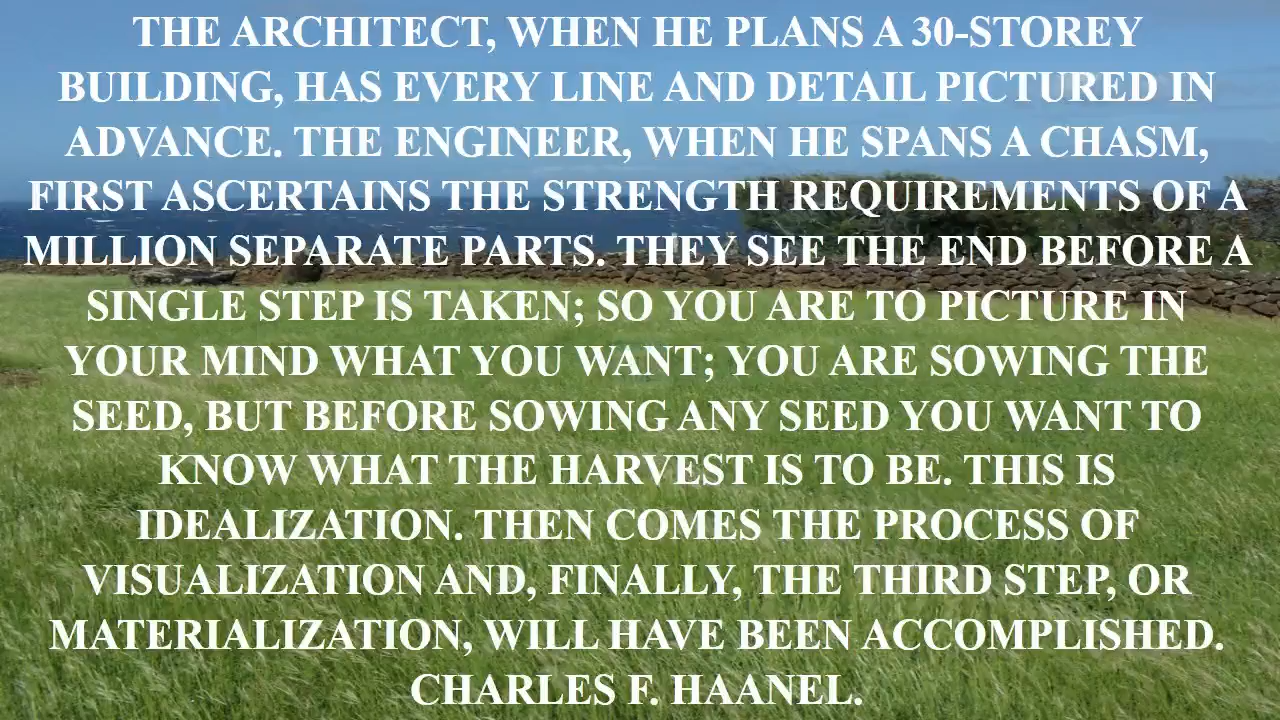 THE ARCHITECT, WHEN HE PLANS A 30-STOREY
BUILDING, HAS EVERY LINE AND DETAIL PICTURED IN
ADVANCE. THE ENGINEER, WHEN HE SPANS A CHASM,
FIRST ASCERTAINS THE STRENGTH REQUIREMENTS OF A
MILLION SEPARATE PARTS. THEY SEE THE END BEFORE A
SINGLE STEP IS TAKEN; SO YOU ARE TO PICTURE IN
YOUR MIND WHAT YOU WANT; YOU ARE SOWING THE
SEED, BUT BEFORE SOWING ANY SEED YOU WANT TO
KNOW WHAT THE HARVEST IS TO BE. THIS IS
IDEALIZATION. THEN COMES THE PROCESS OF
VISUALIZATION AND, FINALLY, THE THIRD STEP, OR
MATERIALIZATION, WILL HAVE BEEN ACCOMPLISHED.
CHARLES F. HAANEL.